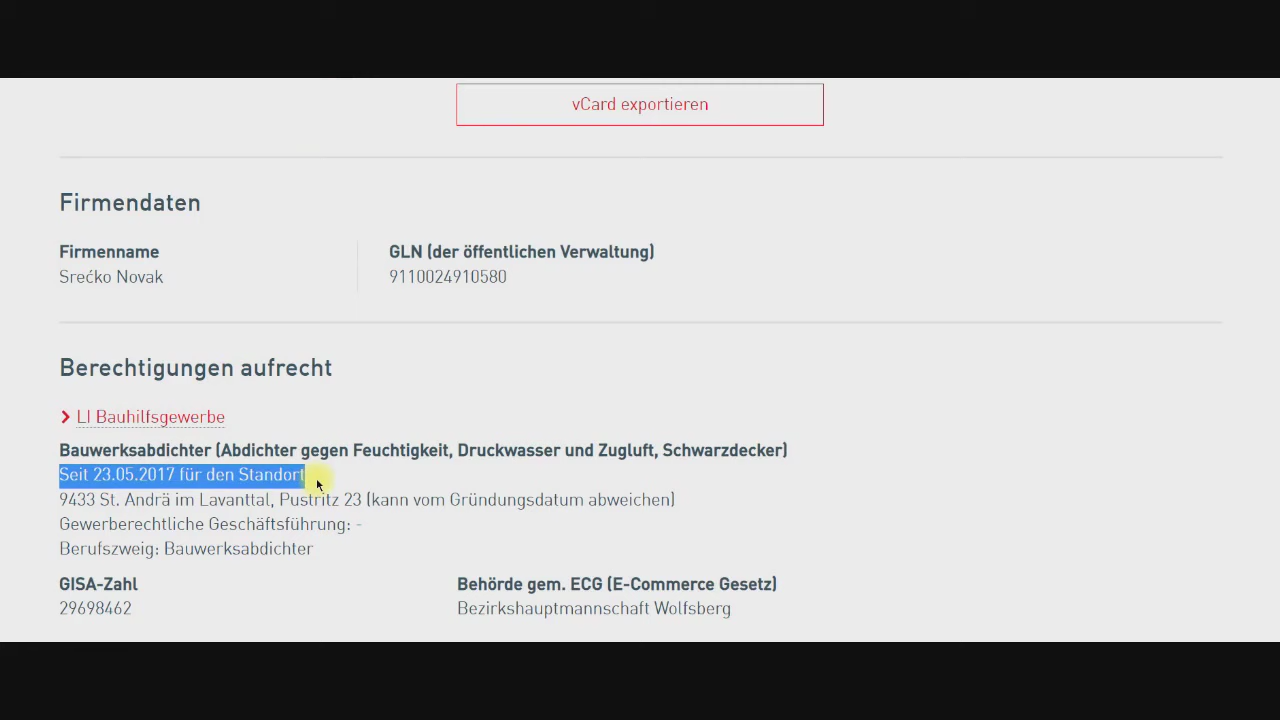 vCard exportieren
Firmendaten
Firmenname
Srećko Novak
GLN (der öffentlichen Verwaltung)
9110024910580
Berechtigungen aufrecht
LI Bauhilfsgewerbe
Bauwerksabdichter (Abdichter gegen Feuchtigkeit, Druckwasser und Zugluft, Schwarzdecker)
Seit 23.05.2017 für den Standort
9433 St. Andrä im Lavanttal, Pustritz 23 (kann vom Gründungsdatum abweichen)
Gewerberechtliche Geschäftsführung: -
Berufszweig: Bauwerksabdichter
GISA-Zahl
29698462
Behörde gem. ECG (E-Commerce Gesetz)
Bezirkshauptmannschaft Wolfsberg